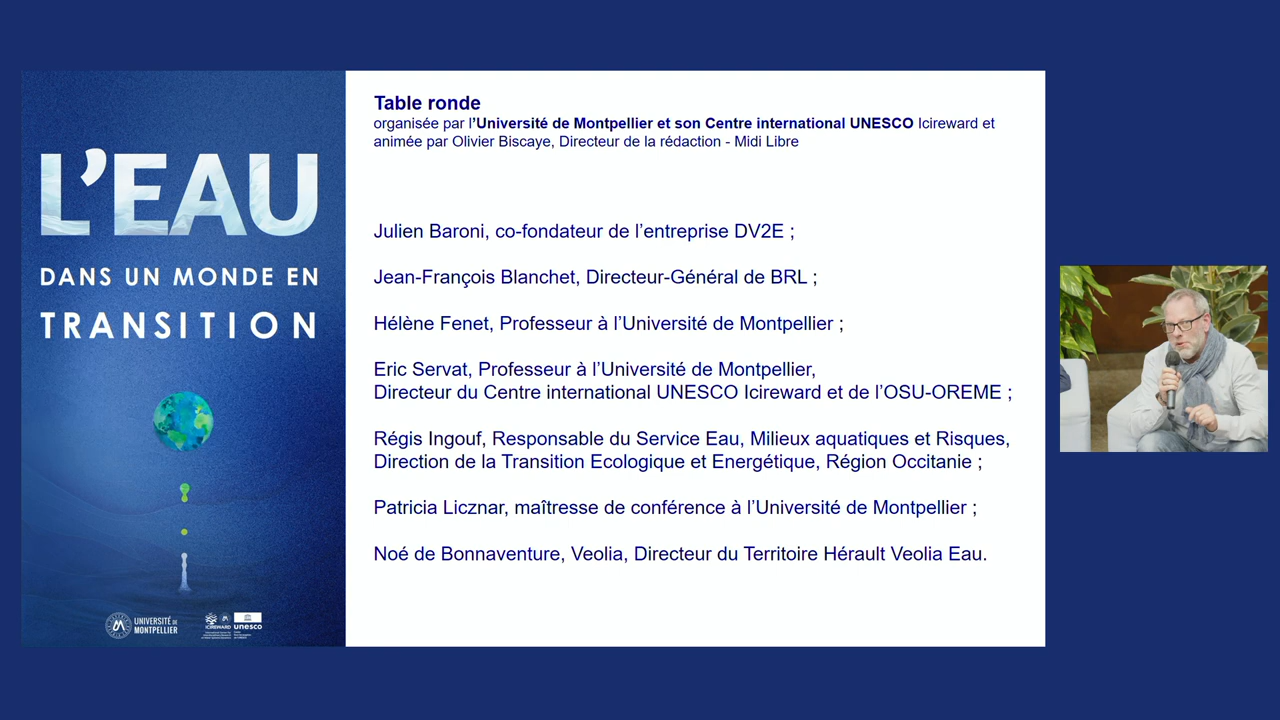 L'EAU
DANS UN MONDE EN
TRANSITION
UNIVERSITÉ DE
MONTPELLIER
ICIREWARD
unesco
Table ronde
organisée par l'Université de Montpellier et son Centre international UNESCO Icireward et
animée par Olivier Biscaye, Directeur de la rédaction - Midi Libre
Julien Baroni, co-fondateur de l'entreprise DV2E ;
Jean-François Blanchet, Directeur-Général de BRL ;
Hélène Fenet, Professeur à l'Université de Montpellier ;
Eric Servat, Professeur à l'Université de Montpellier,
Directeur du Centre international UNESCO Icireward et de l'OSU-OREME ;
Régis Ingouf, Responsable du Service Eau, Milieux aquatiques et Risques,
Direction de la Transition Ecologique et Energétique, Région Occitanie ;
Patricia Licznar, maîtresse de conférence à l'Université de Montpellier ;
Noé de Bonnaventure, Veolia, Directeur du Territoire Hérault Veolia Eau.